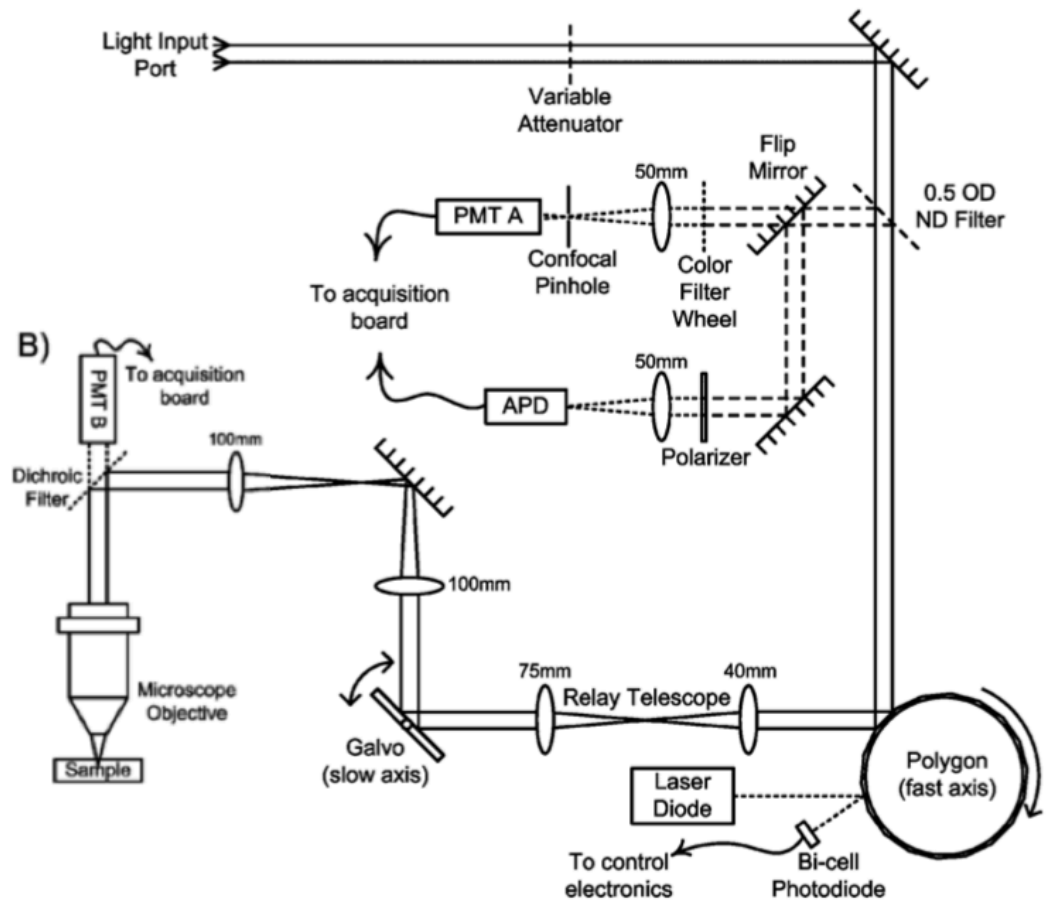 Light Input
Port
Variable
Attenuator
Flip
Mirror
0.5 OD
ND Filter
50mm
PMT A
Confocal
Pinhole
Color
Filter
Wheel
To acquisition
board
B)
PMT B
To acquisition
board
50mm
APD
Polarizer
100mm
Dichroic
Filter
100mm
Microscope
Objective
Sample
75mm
Relay Telescope
40mm
Galvo
(slow axis)
Polygon
(fast axis)
Laser
Diode
To control
electronics
Bi-cell
Photodiode